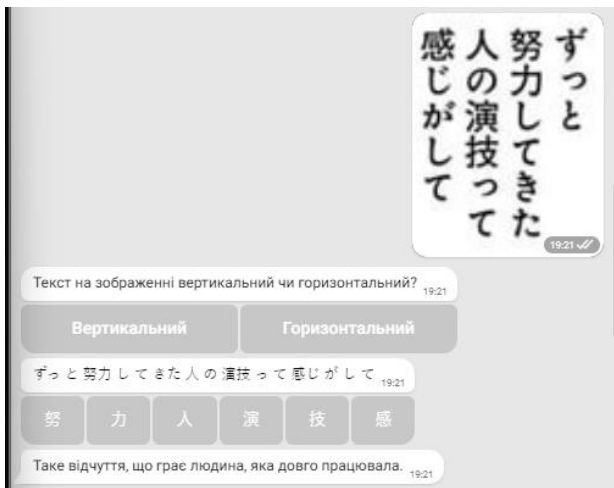 ずっと
努力してきた
人の演技って
感じがして
19:21
Текст на зображенні вертикальний чи горизонтальний?
19:21
Вертикальний
Горизонтальний
ずっと努力してきた人の演技って感じがして
19:21
努 力 人 演 技 感
Таке відчуття, що грає людина, яка довго працювала.
19:21